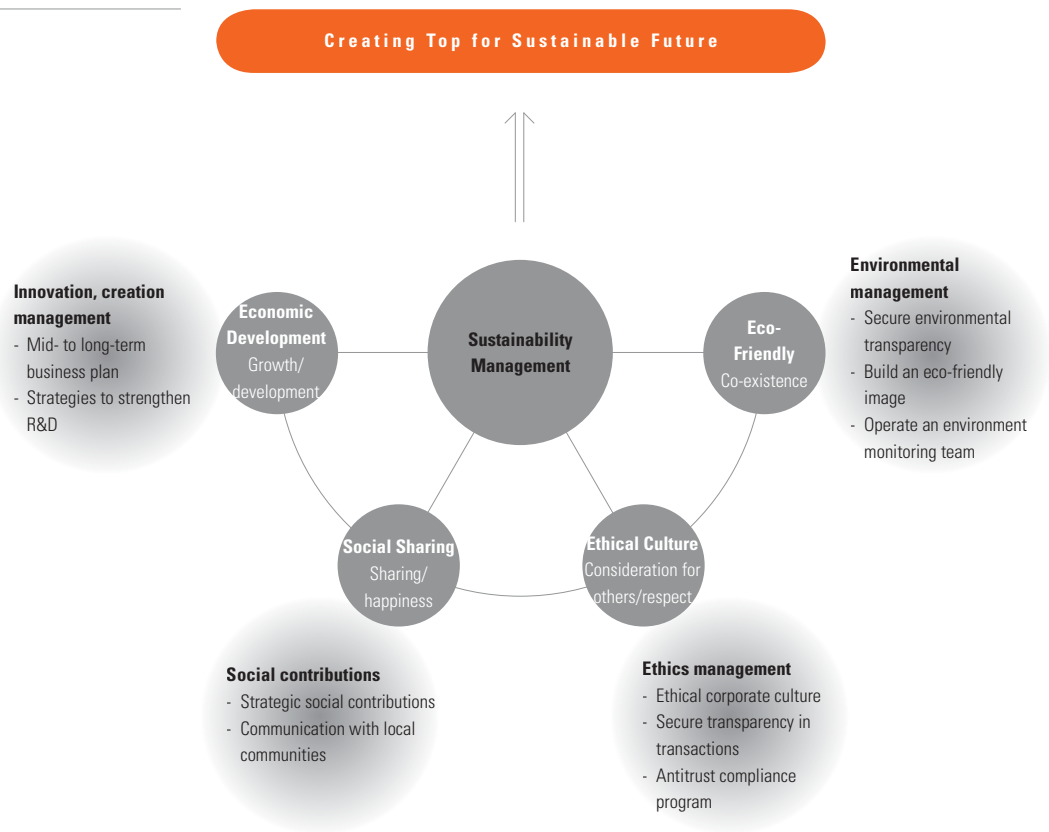 Creating Top for Sustainable Future
Innovation, creation
management
- Mid- to long-term
business plan
- Strategies to strengthen
R&D
Economic
Development
Growth/
development
Sustainability
Management
Eco-
Friendly
Co-existence
Environmental
management
- Secure environmental
transparency
- Build an eco-friendly
image
- Operate an environment
monitoring team
Social Sharing
Sharing/
happiness
Ethical Culture
Consideration for
others/respect
Social contributions
- Strategic social contributions
- Communication with local
communities
Ethics management
- Ethical corporate culture
- Secure transparency in
transactions
- Antitrust compliance
program